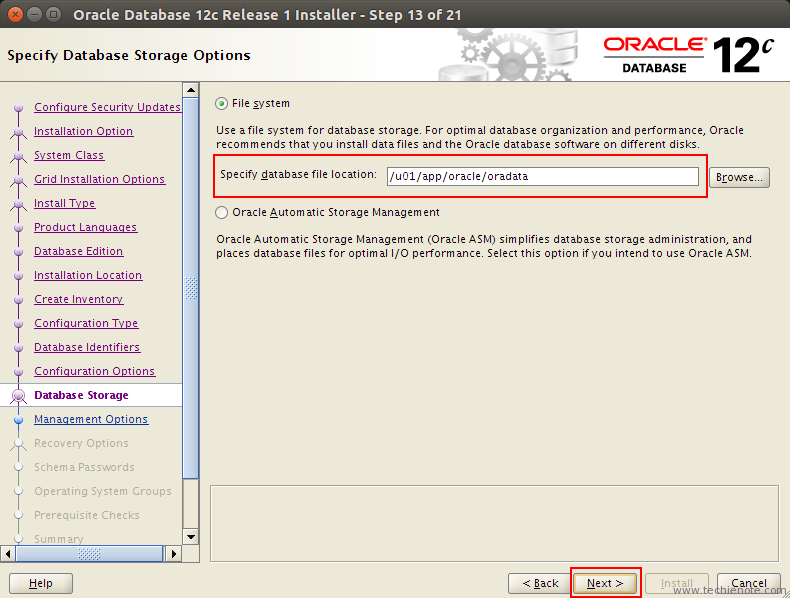 Oracle Database 12c Release 1 Installer - Step 13 of 21
Specify Database Storage Options
ORACLE®
DATABASE
12c
Configure Security Updates
Installation Option
System Class
Grid Installation Options
Install Type
Product Languages
Database Edition
Installation Location
Create Inventory
Configuration Type
Database Identifiers
Configuration Options
Database Storage
Management Options
Recovery Options
Schema Passwords
Operating System Groups
Prerequisite Checks
Summary
File system
Use a file system for database storage. For optimal database organization and performance, Oracle
recommends that you install data files and the Oracle database software on different disks.
Specify database file location: /u01/app/oracle/oradata Browse...
Oracle Automatic Storage Management
Oracle Automatic Storage Management (Oracle ASM) simplifies database storage administration, and
places database files for optimal I/O performance. Select this option if you intend to use Oracle ASM.
Help < Back Next > Install Cancel
www.techienote.com